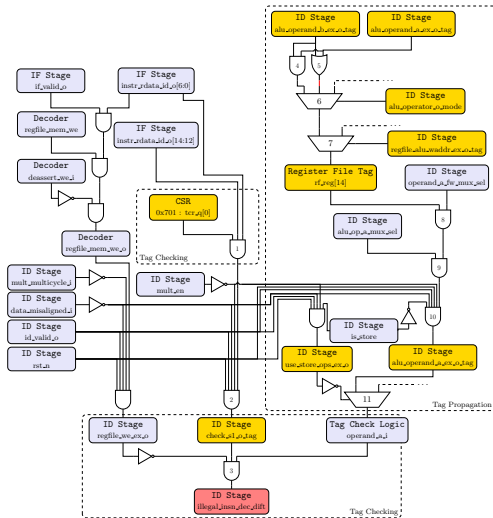 ID Stage
alu_operand_b_ex_o_tag
ID Stage
alu_operand_a_ex_o_tag
4
5
6
ID Stage
alu_operator_o_mode
7
ID Stage
regfile_alu_waddr_ex_o_tag
Register File Tag
rf_reg[14]
ID Stage
operand_a_fw_mux_sel
8
ID Stage
alu_op_a_mux_sel
9
IF Stage
if_valid_o
IF Stage
instr_rdata_id_o[6:0]
Decoder
regfile_mem_we
IF Stage
instr_rdata_id_o[14:12]
Decoder
deassert_we_i
CSR
0x701 : tcr_q[0]
1
Tag Checking
Decoder
regfile_mem_we_o
ID Stage
mult_multicycle_i
ID Stage
mult_en
ID Stage
data_misaligned_i
ID Stage
id_valid_o
ID Stage
rst_n
10
ID Stage
is_store
ID Stage
use_store_ops_ex_o
ID Stage
alu_operand_a_ex_o_tag
11
Tag Propagation
2
ID Stage
regfile_we_ex_o
ID Stage
check_s1_o_tag
Tag Check Logic
operand_a_i
3
ID Stage
illegal_insn_dec_dift
Tag Checking